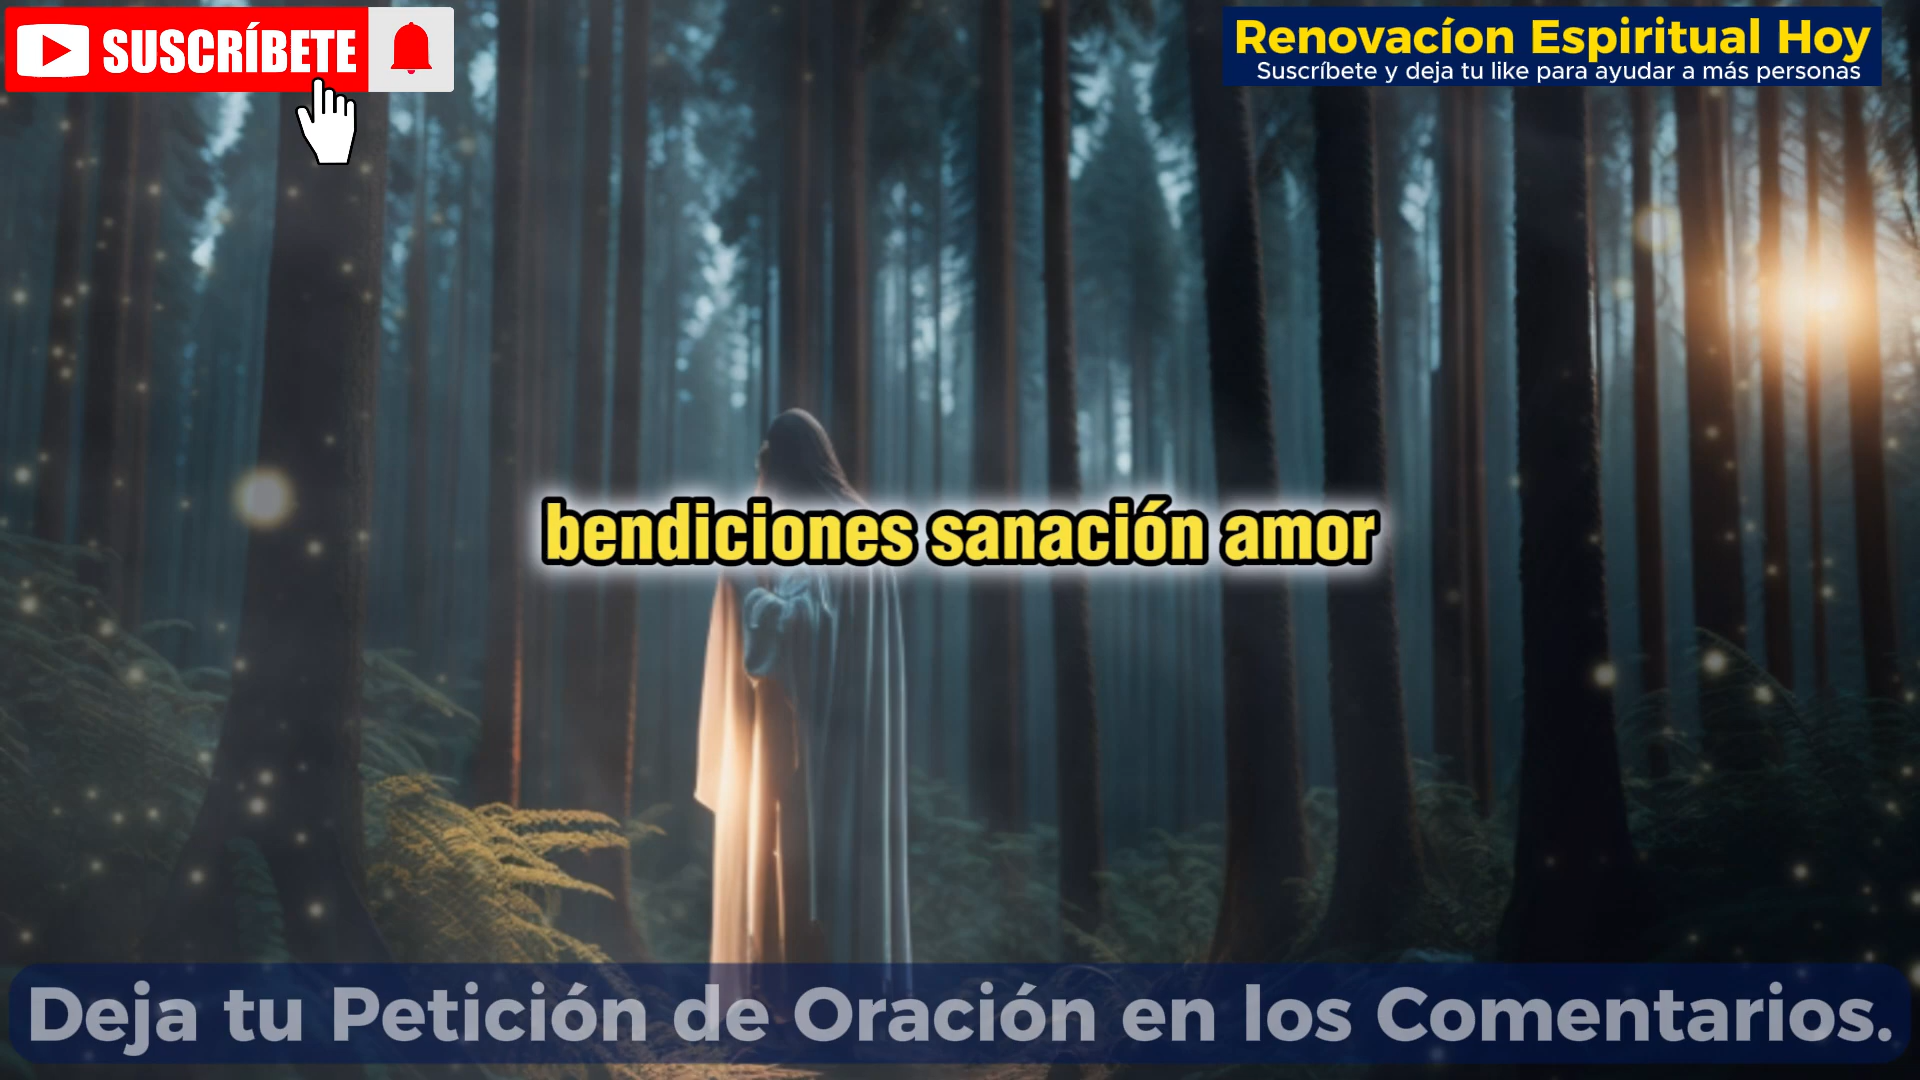 SUSCRÍBETE
Renovacíon Espiritual Hoy
Suscríbete y deja tu like para ayudar a más personas
bendiciones sanación amor
Deja tu Petición de Oración en los Comentarios.